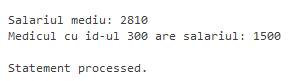 Salariul mediu: 2810
Medicul cu id-ul 300 are salariul: 1500
Statement processed.